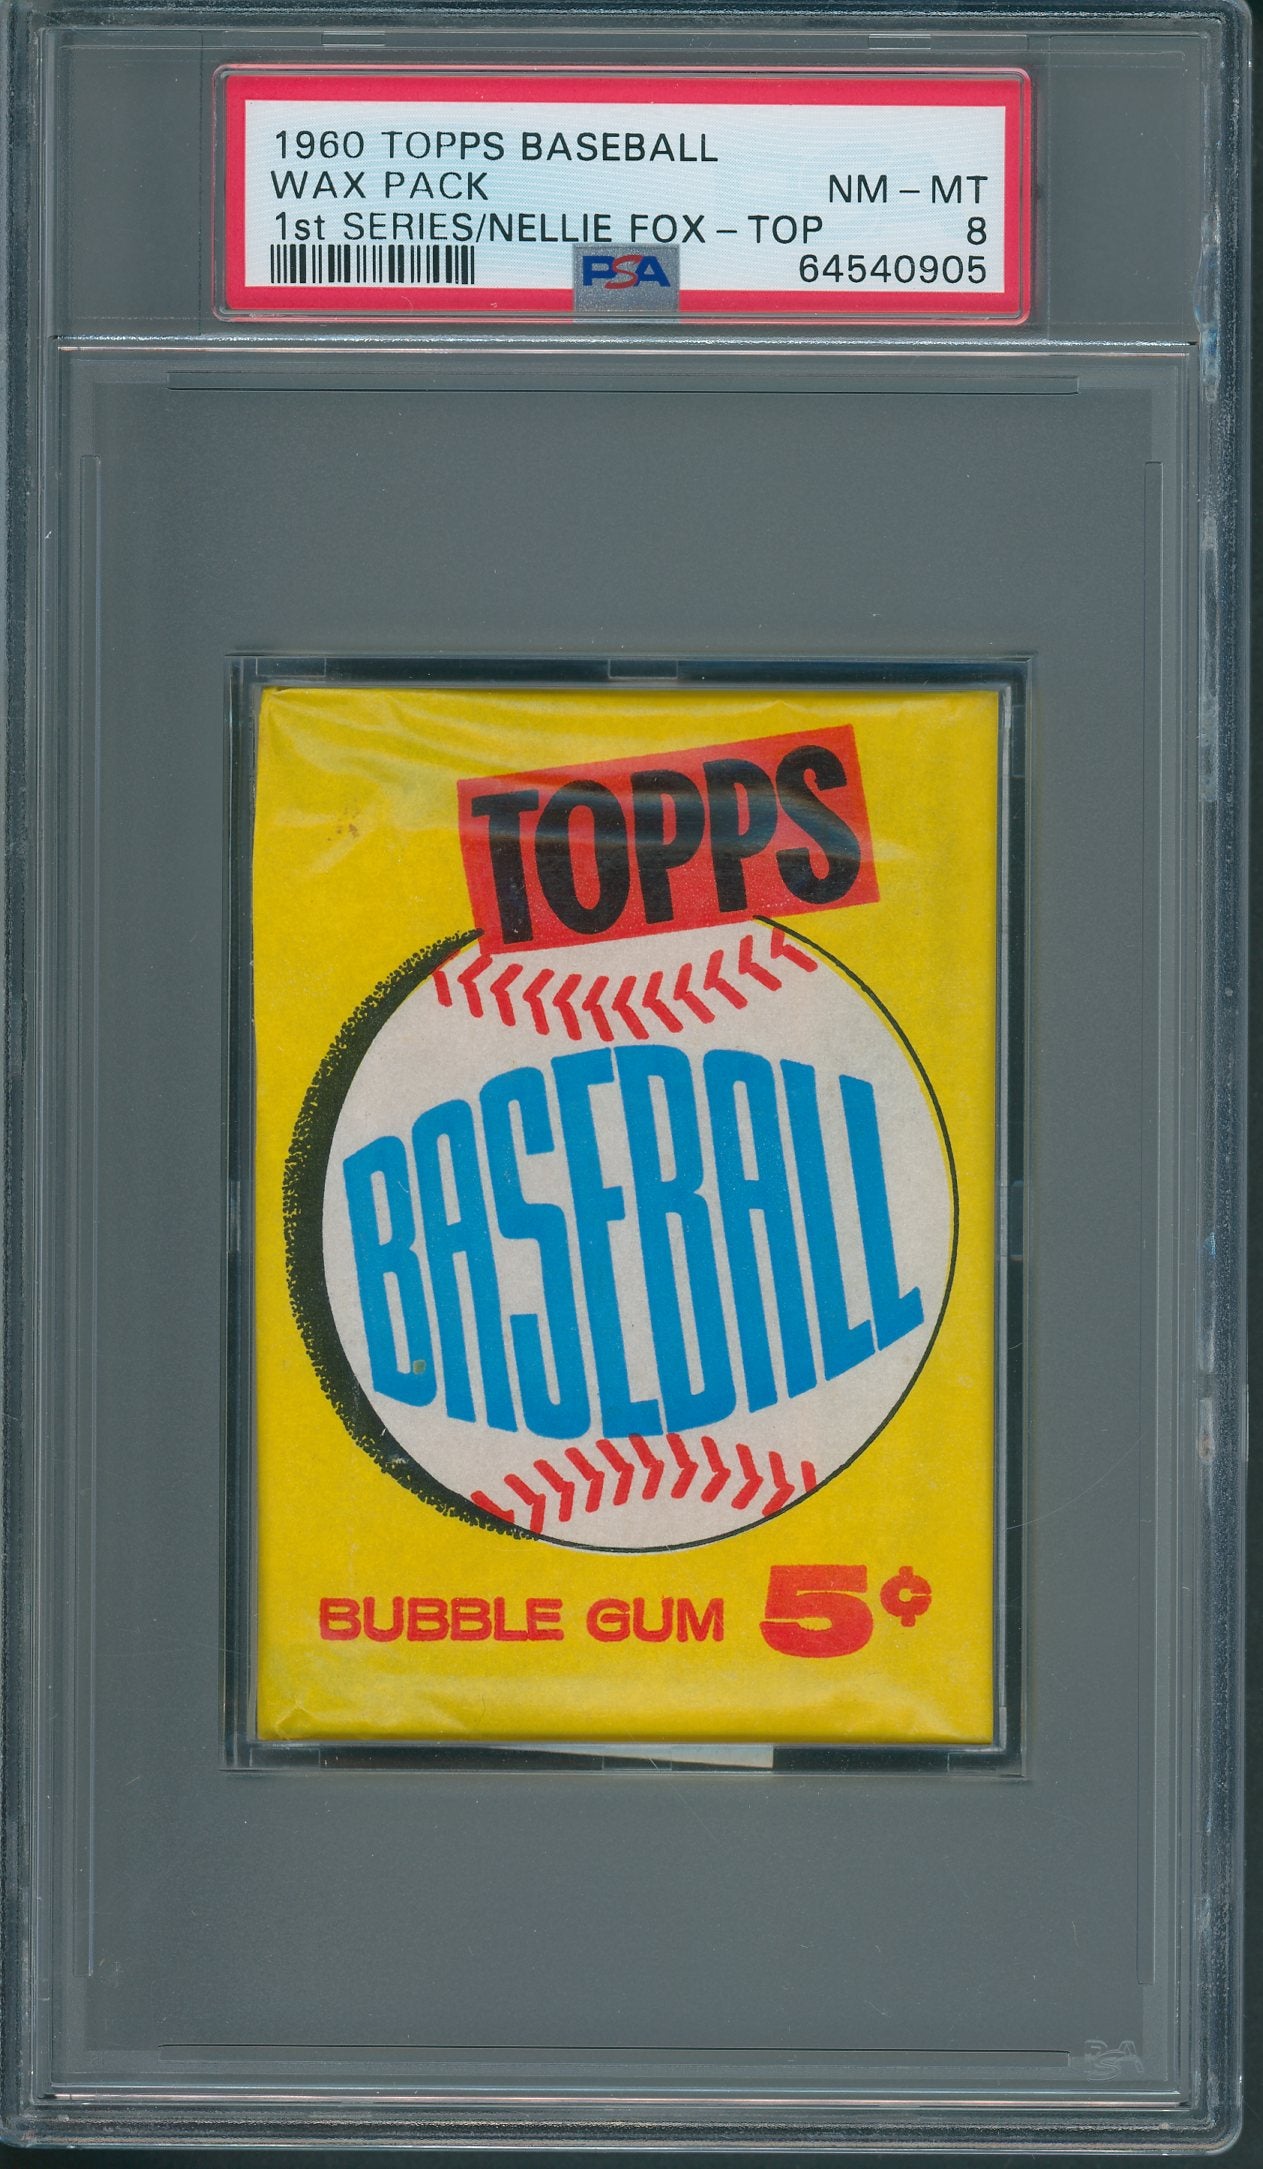 1960 TOPPS BASEBALL
WAX PACK NM - MT
1st SERIES/NELLIE FOX - TOP 8
PSA 64540905
TOPPS
BASEBALL
BUBBLE GUM 5¢
PSA